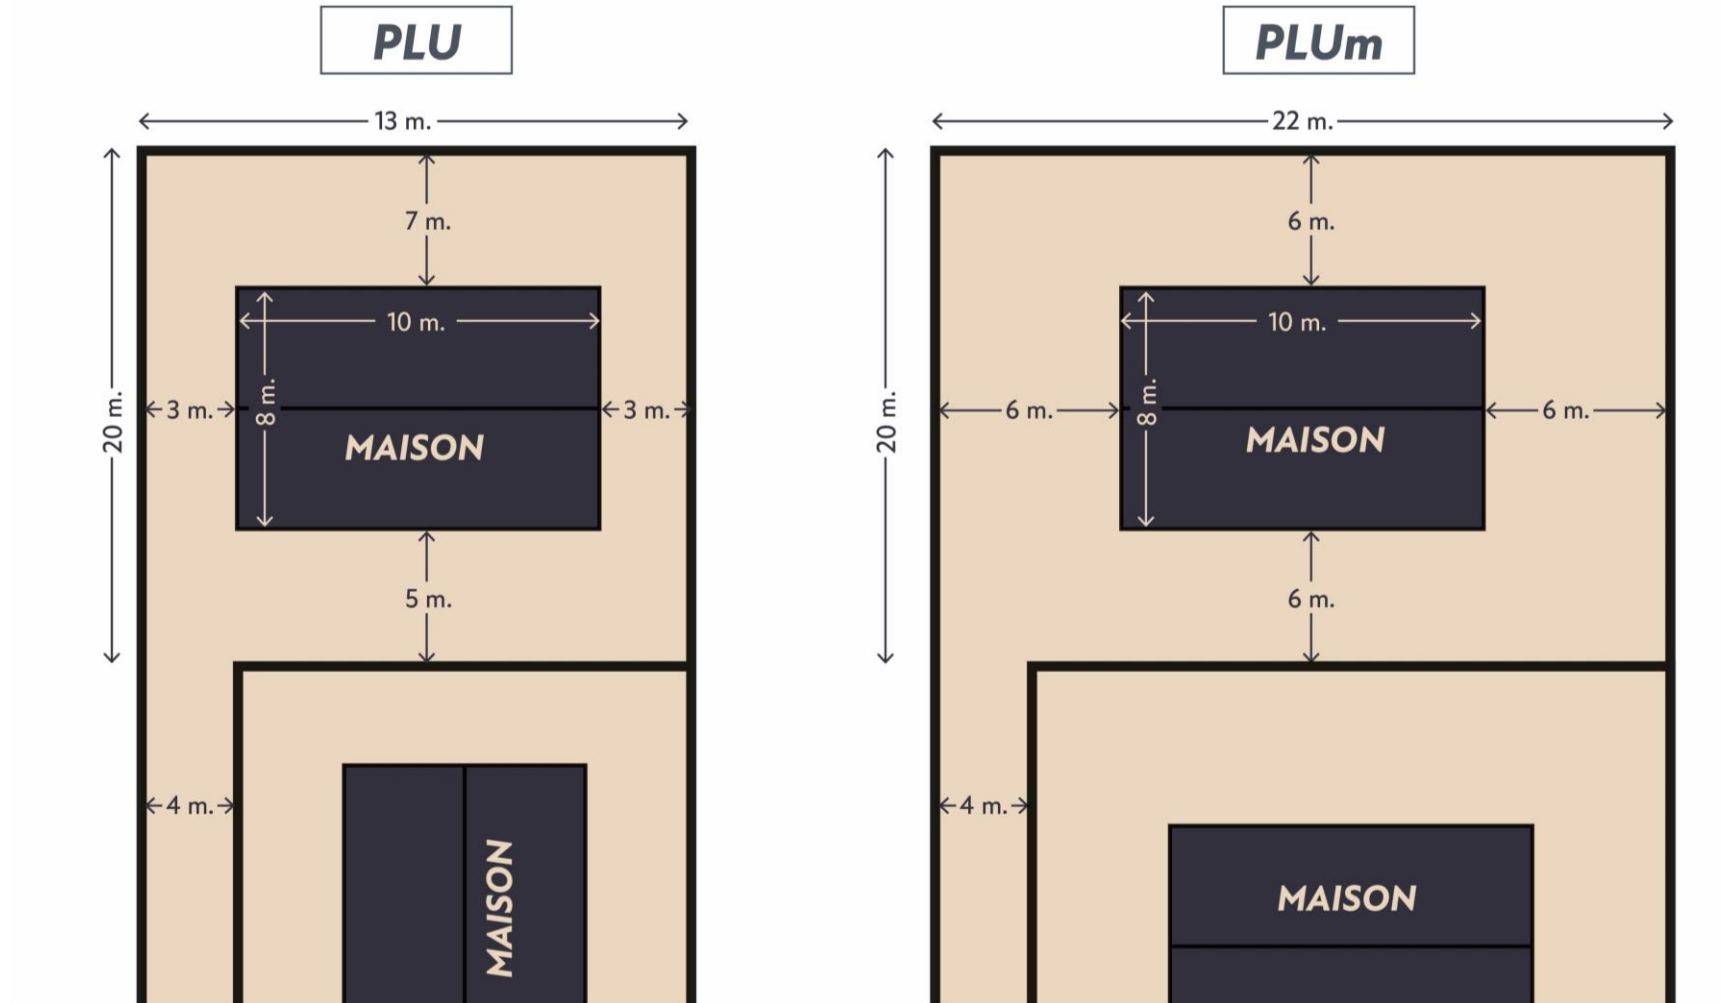 PLU
13 m.
20 m.
7 m.
10 m.
8 m.
3 m.
3 m.
MAISON
5 m.
4 m.
MAISON
PLUm
22 m.
20 m.
6 m.
10 m.
8 m.
6 m.
6 m.
MAISON
6 m.
4 m.
MAISON